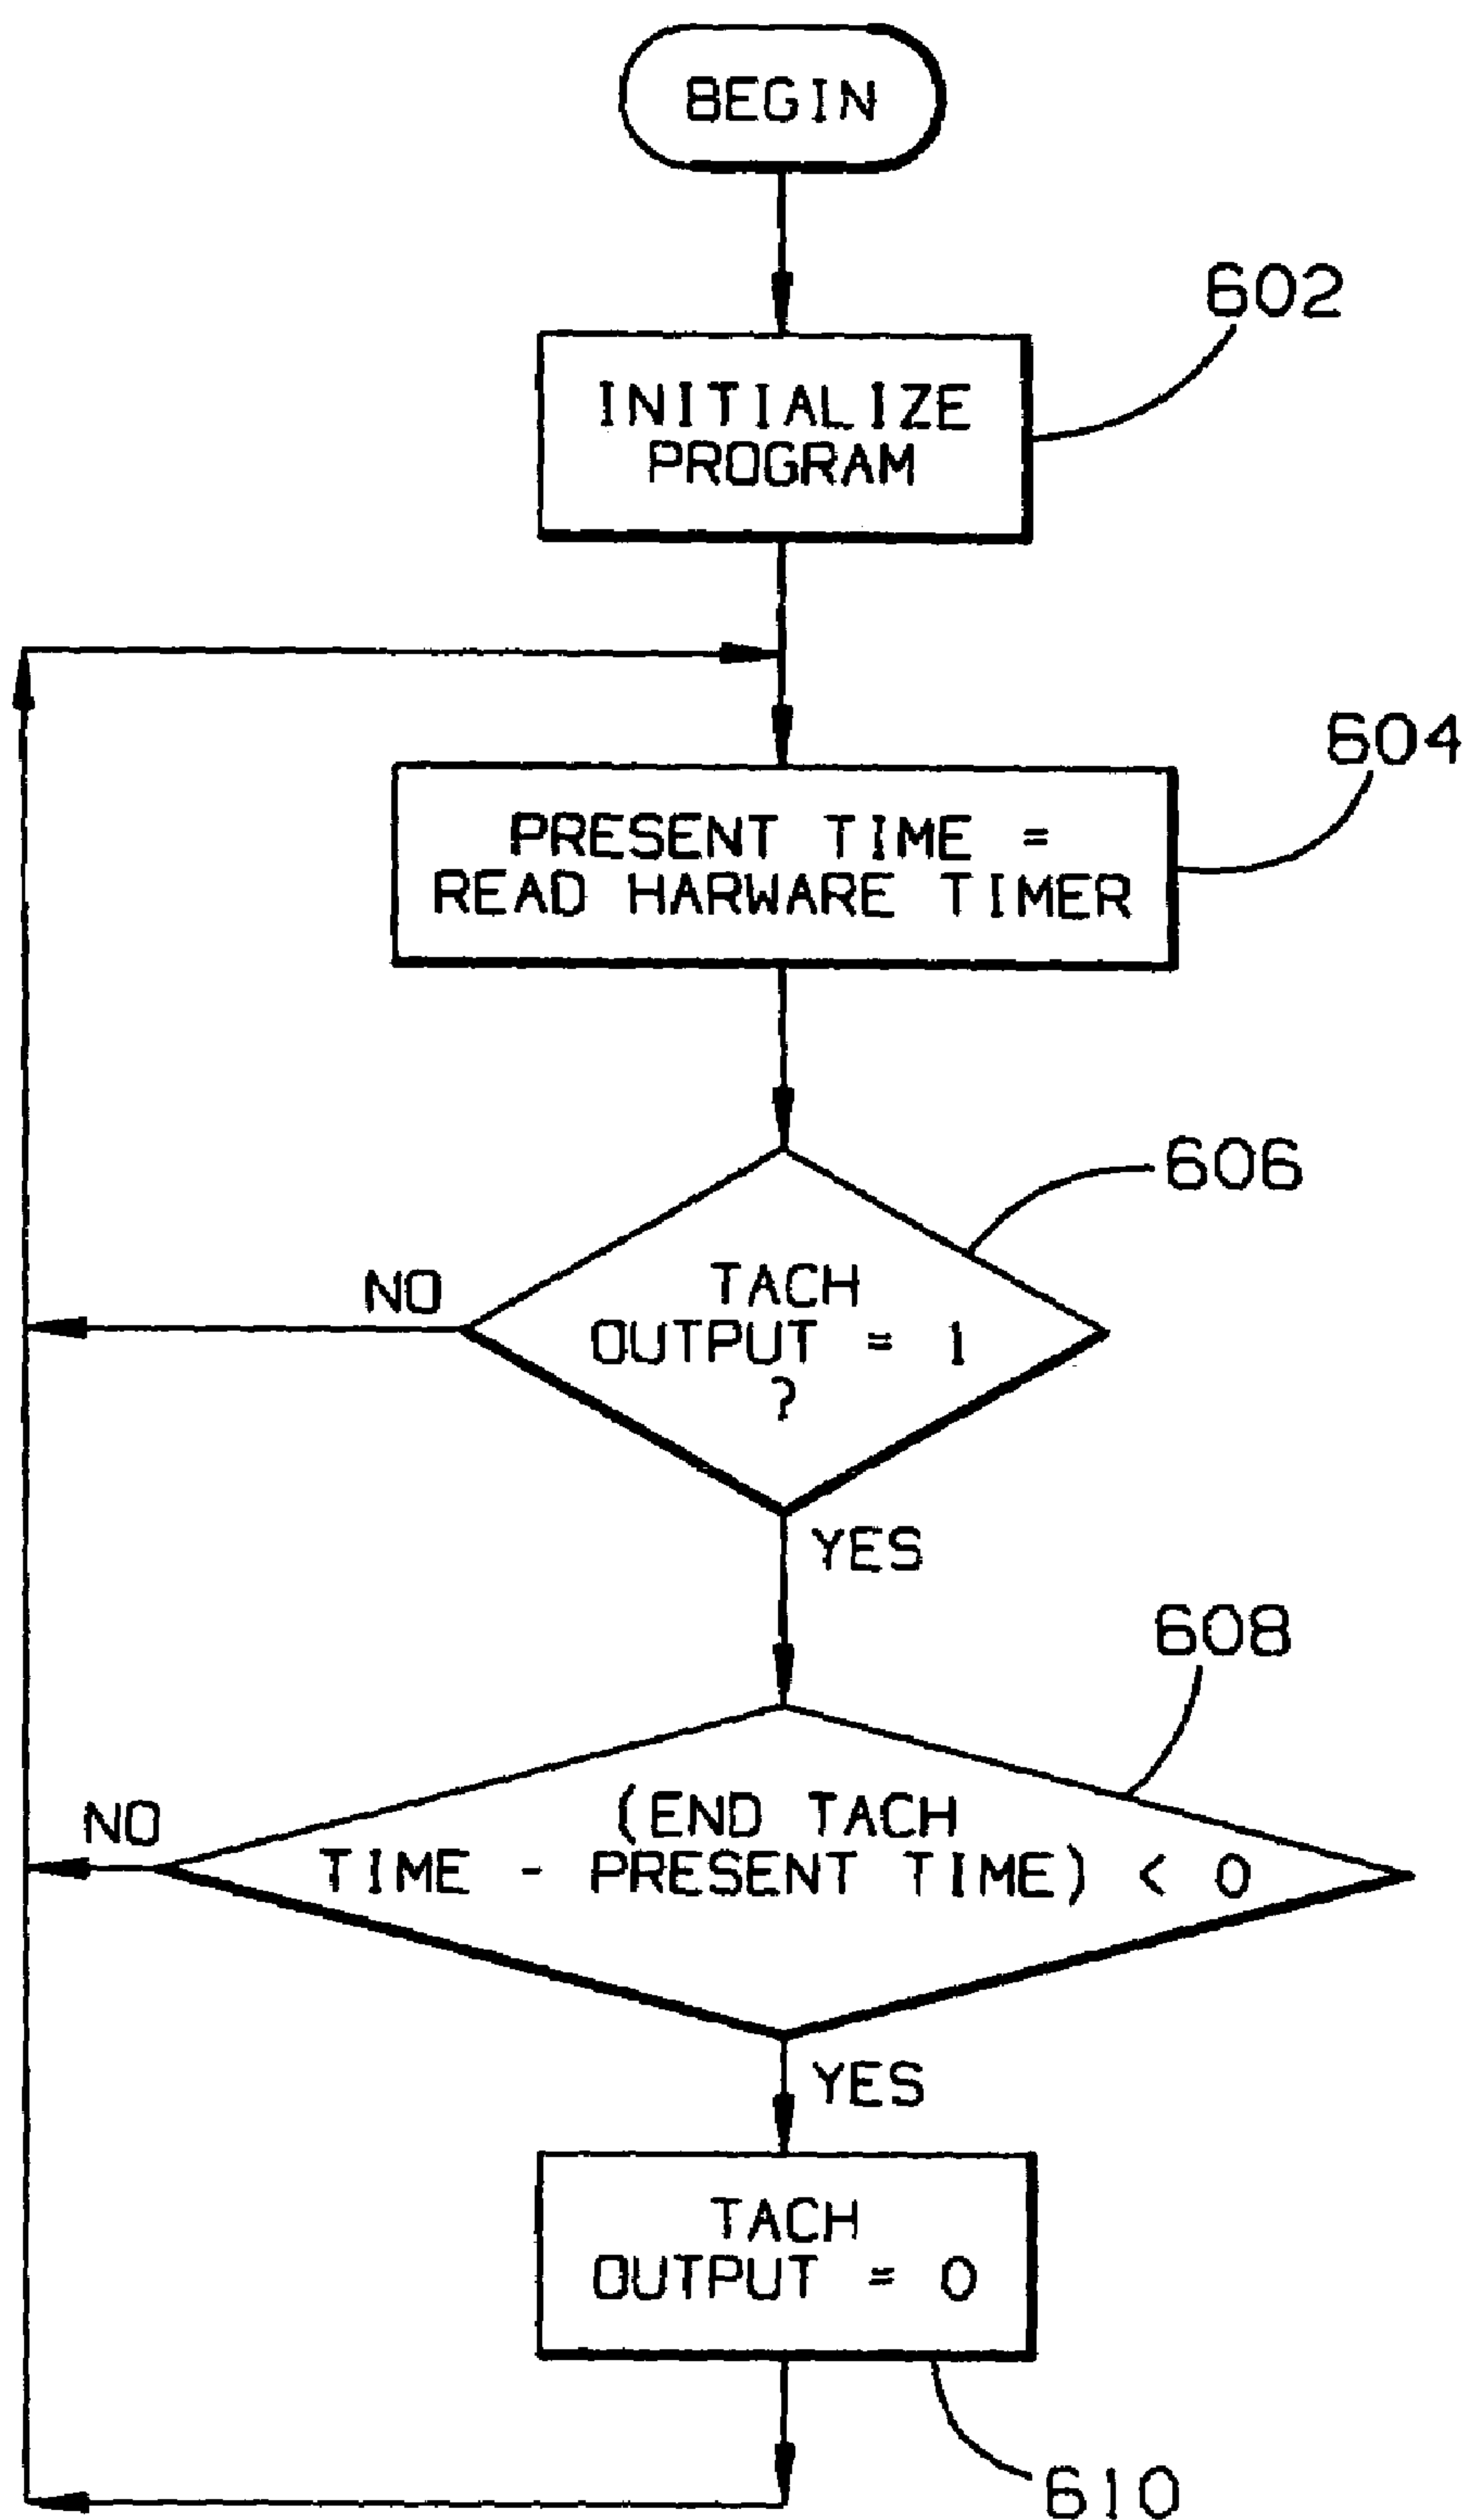 BEGIN
602
INITIALIZE
PROGRAM
604
PRESENT TIME =
READ HARWARE TIMER
606
NO
TACH
OUTPUT = 1
?
YES
608
NO
(END TACH
TIME - PRESENT TIME) < 0
YES
TACH
OUTPUT = 0
610